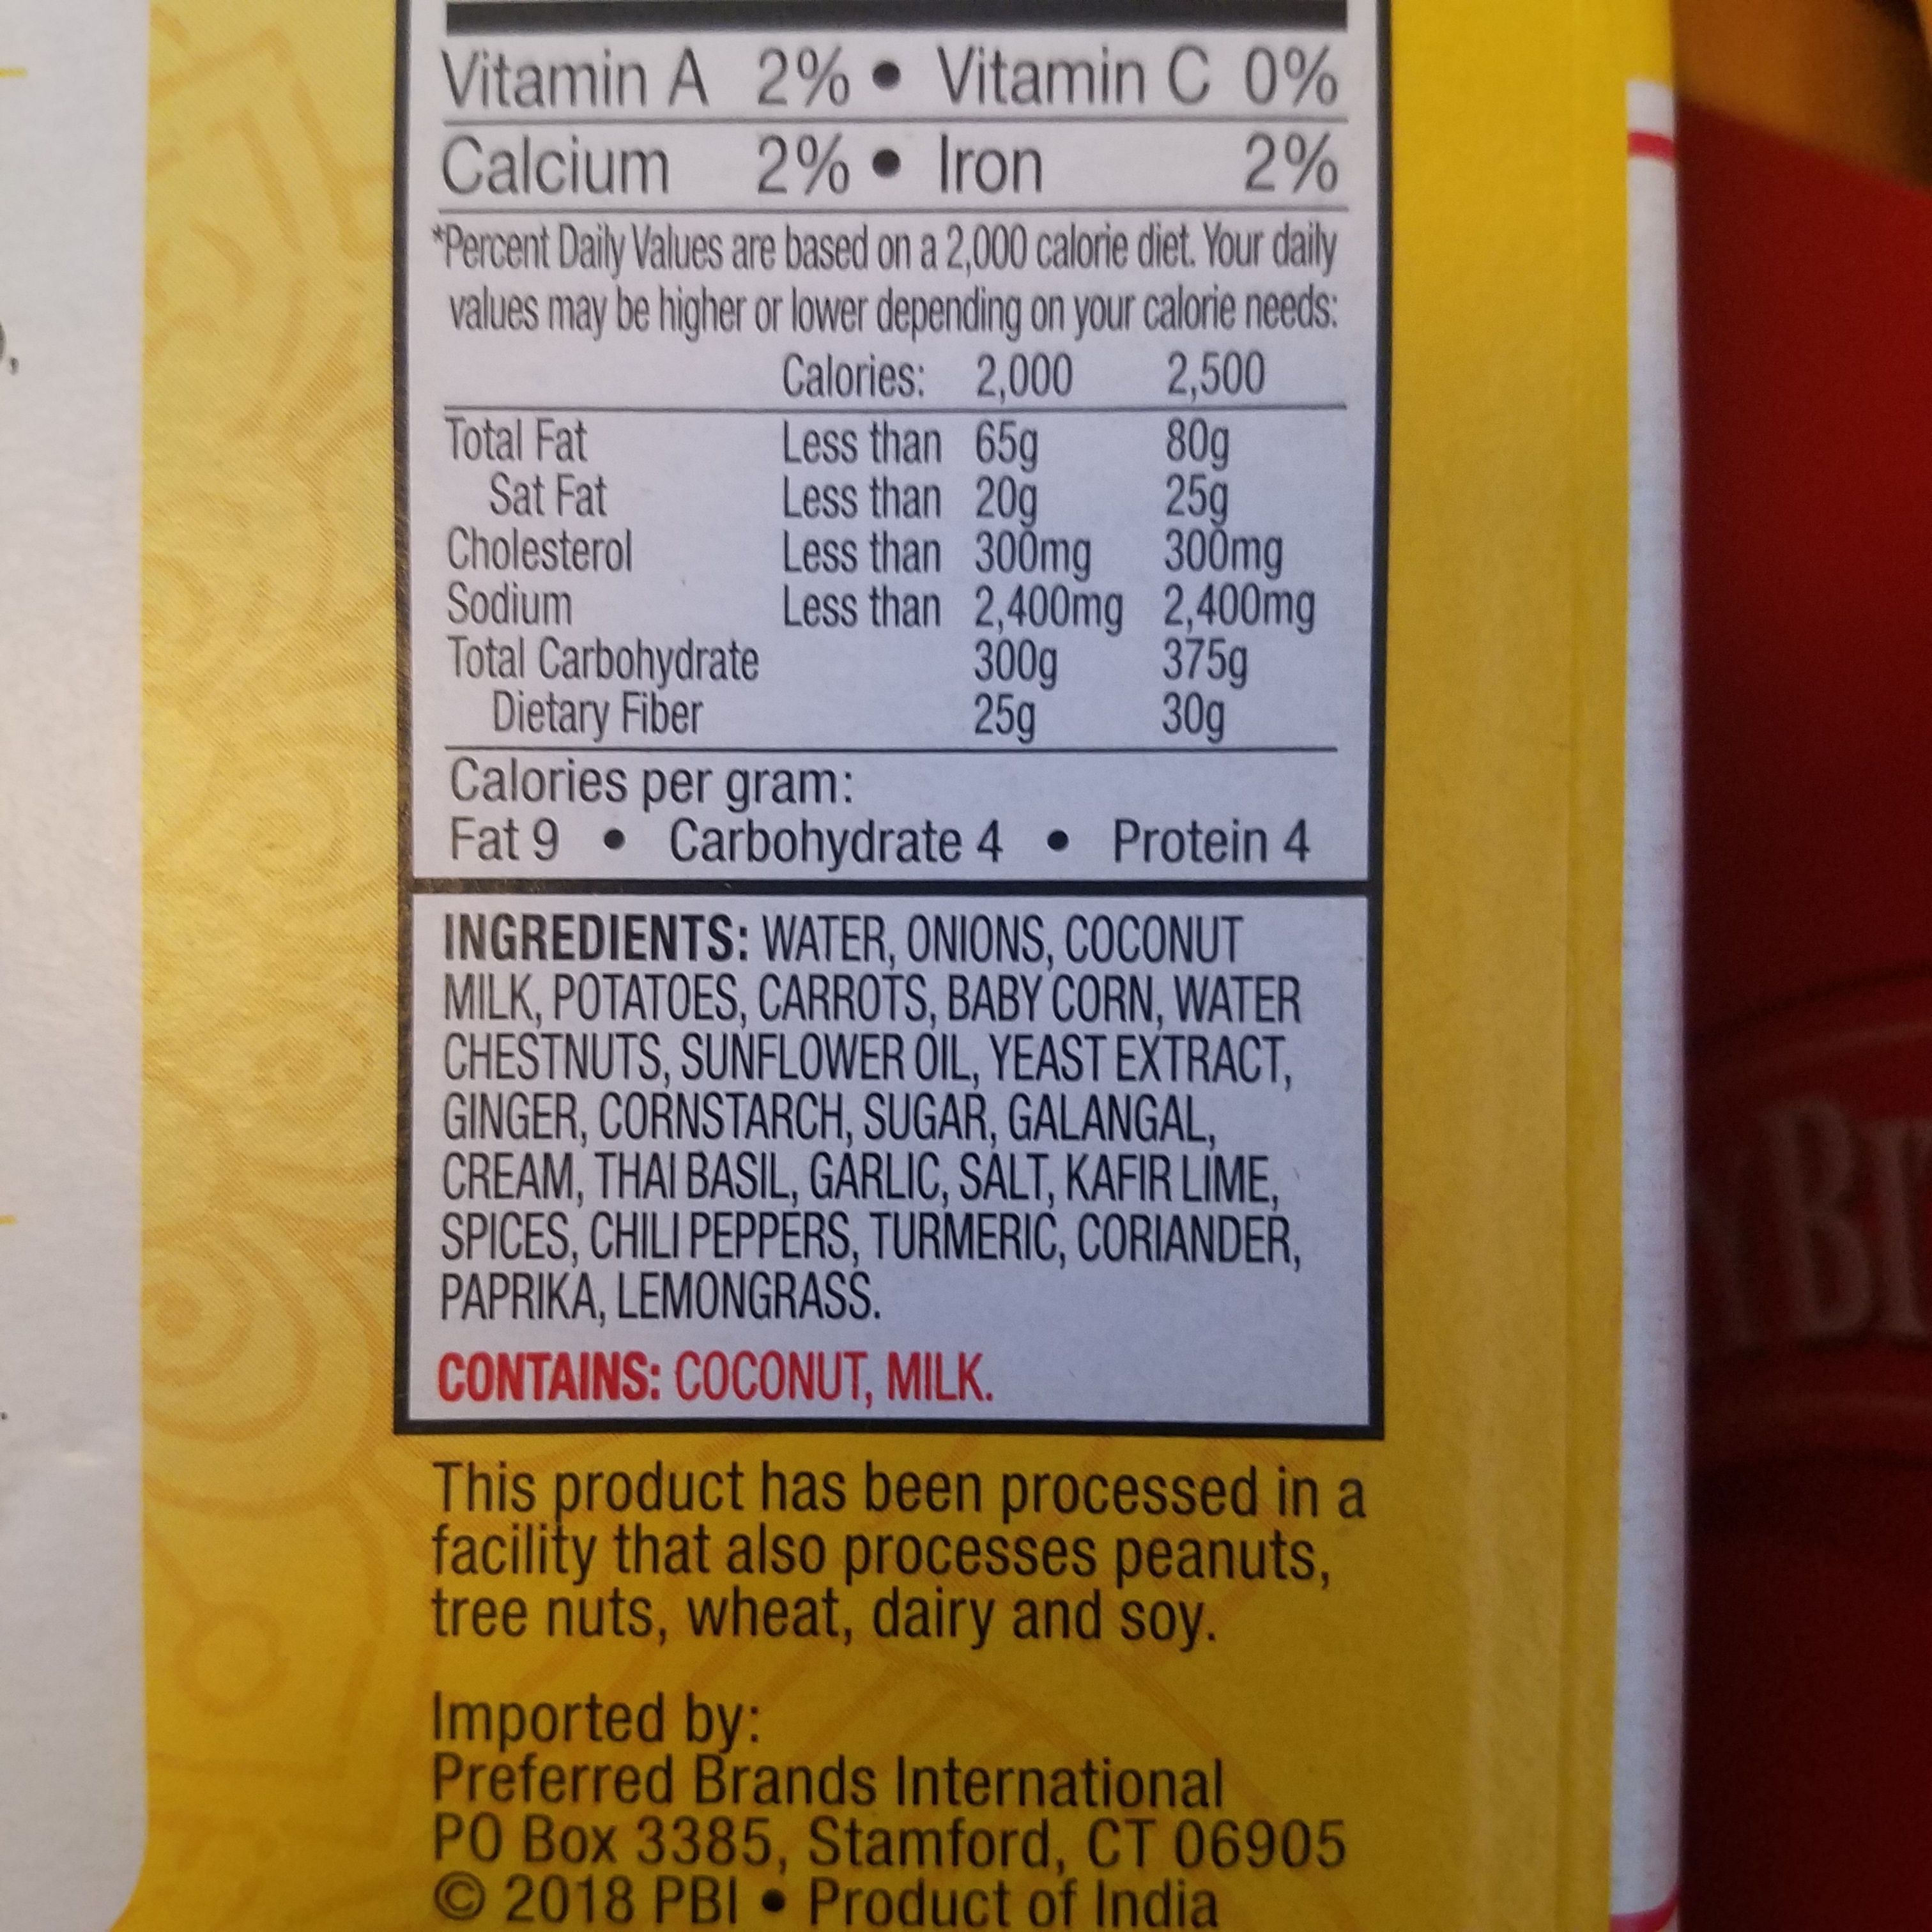 Vitamin A 2% • Vitamin C 0%
Calcium 2% • Iron 2%
*Percent Daily Values are based on a 2,000 calorie diet. Your daily
values may be higher or lower depending on your calorie needs:
Calories: 2,000 2,500
Total Fat Less than 65g 80g
Sat Fat Less than 20g 25g
Cholesterol Less than 300mg 300mg
Sodium Less than 2,400mg 2,400mg
Total Carbohydrate 300g 375g
Dietary Fiber 25g 30g
Calories per gram:
Fat 9 • Carbohydrate 4 • Protein 4
INGREDIENTS: WATER, ONIONS, COCONUT
MILK, POTATOES, CARROTS, BABY CORN, WATER
CHESTNUTS, SUNFLOWER OIL, YEAST EXTRACT,
GINGER, CORNSTARCH, SUGAR, GALANGAL,
CREAM, THAI BASIL, GARLIC, SALT, KAFIR LIME,
SPICES, CHILI PEPPERS, TURMERIC, CORIANDER,
PAPRIKA, LEMONGRASS.
CONTAINS: COCONUT, MILK.
This product has been processed in a
facility that also processes peanuts,
tree nuts, wheat, dairy and soy.
Imported by:
Preferred Brands International
PO Box 3385, Stamford, CT 06905
© 2018 PBI • Product of India